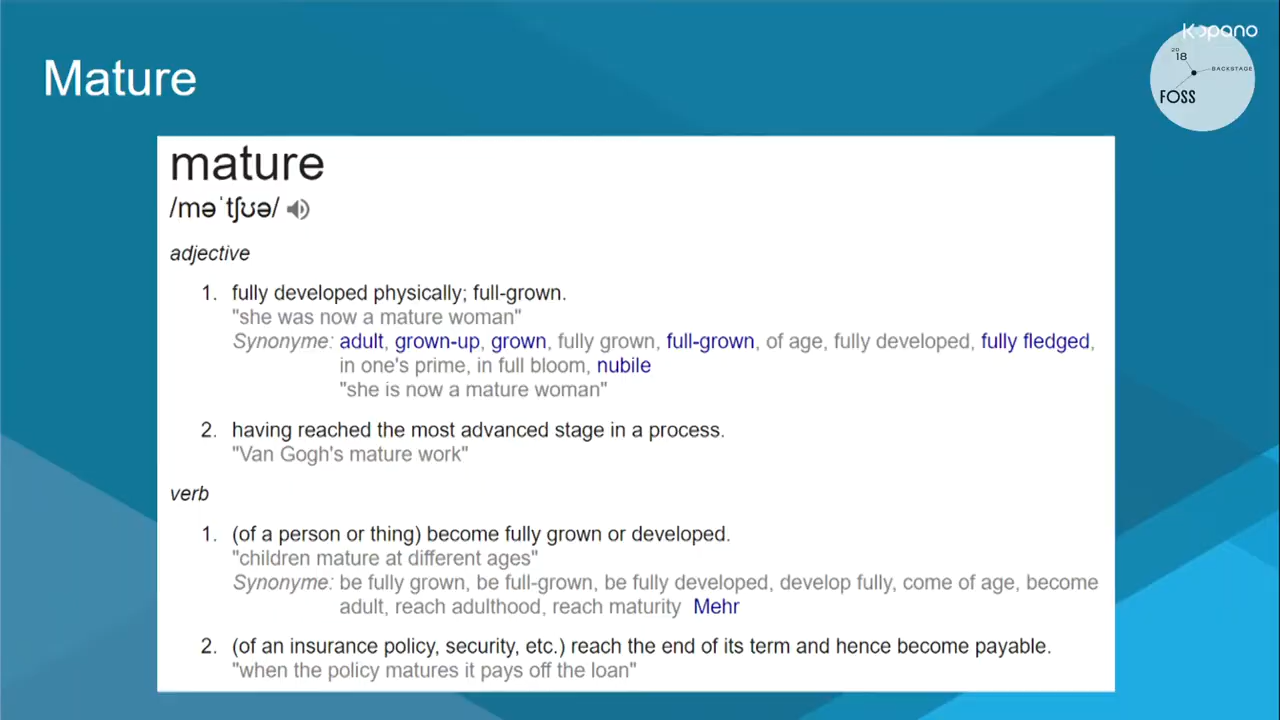 Kopano
Mature
20
18
BACKSTAGE
FOSS
mature
/məˈtʃʊə/
adjective
1. fully developed physically; full-grown.
"she was now a mature woman"
Synonyme: adult, grown-up, grown, fully grown, full-grown, of age, fully developed, fully fledged,
in one's prime, in full bloom, nubile
"she is now a mature woman"
2. having reached the most advanced stage in a process.
"Van Gogh's mature work"
verb
1. (of a person or thing) become fully grown or developed.
"children mature at different ages"
Synonyme: be fully grown, be full-grown, be fully developed, develop fully, come of age, become
adult, reach adulthood, reach maturity Mehr
2. (of an insurance policy, security, etc.) reach the end of its term and hence become payable.
"when the policy matures it pays off the loan"